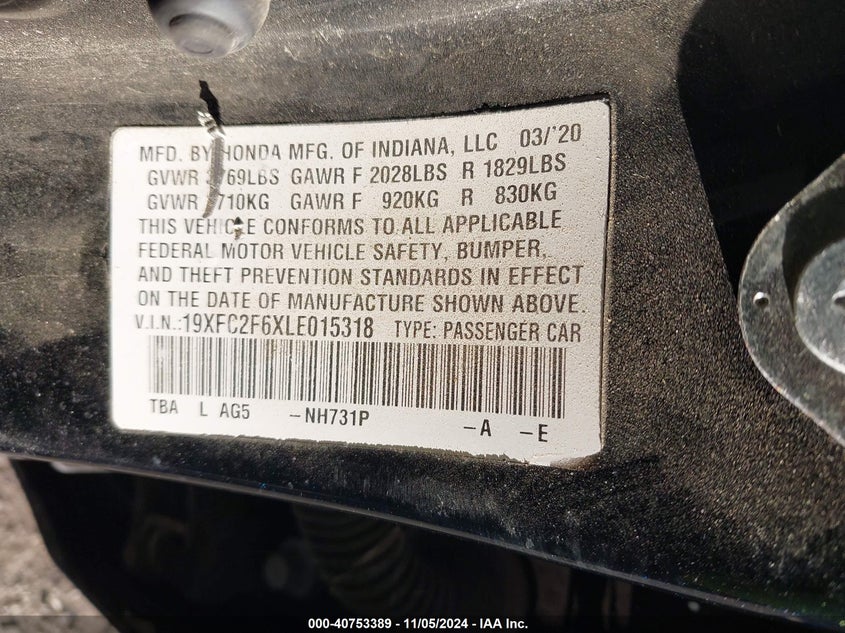 MFD. BY HONDA MFG. OF INDIANA, LLC 03/'20
GVWR 3769LBS GAWR F 2028LBS R 1829LBS
GVWR 1710KG GAWR F 920KG R 830KG
THIS VEHICLE CONFORMS TO ALL APPLICABLE
FEDERAL MOTOR VEHICLE SAFETY, BUMPER,
AND THEFT PREVENTION STANDARDS IN EFFECT
ON THE DATE OF MANUFACTURE SHOWN ABOVE.
V.I.N.:19XFC2F6XLE015318 TYPE: PASSENGER CAR
TBA L AG5 –NH731P –A –E
000-40753389 - 11/05/2024 - IAA Inc.